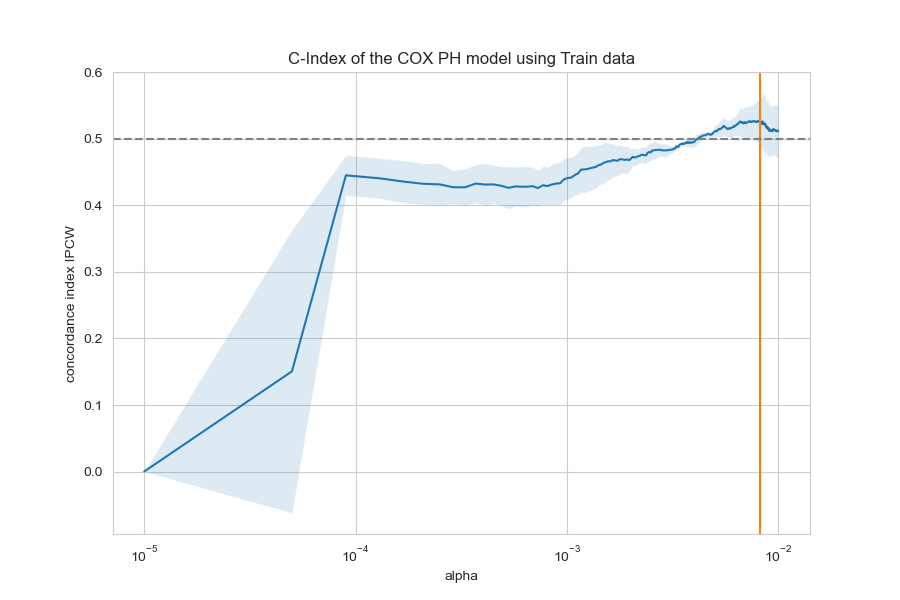 C-Index of the COX PH model using Train data
concordance index IPCW
0.6
0.5
0.4
0.3
0.2
0.1
0.0
10⁻⁵ 10⁻⁴ 10⁻³ 10⁻²
alpha